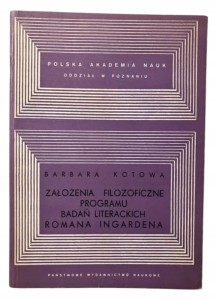 POLSKA AKADEMIA NAUK
ODDZIAŁ W POZNANIU
BARBARA KOTOWA
ZAŁOŻENIA FILOZOFICZNE
PROGRAMU
BADAŃ LITERACKICH
ROMANA INGARDENA
PAŃSTWOWE WYDAWNICTWO NAUKOWE